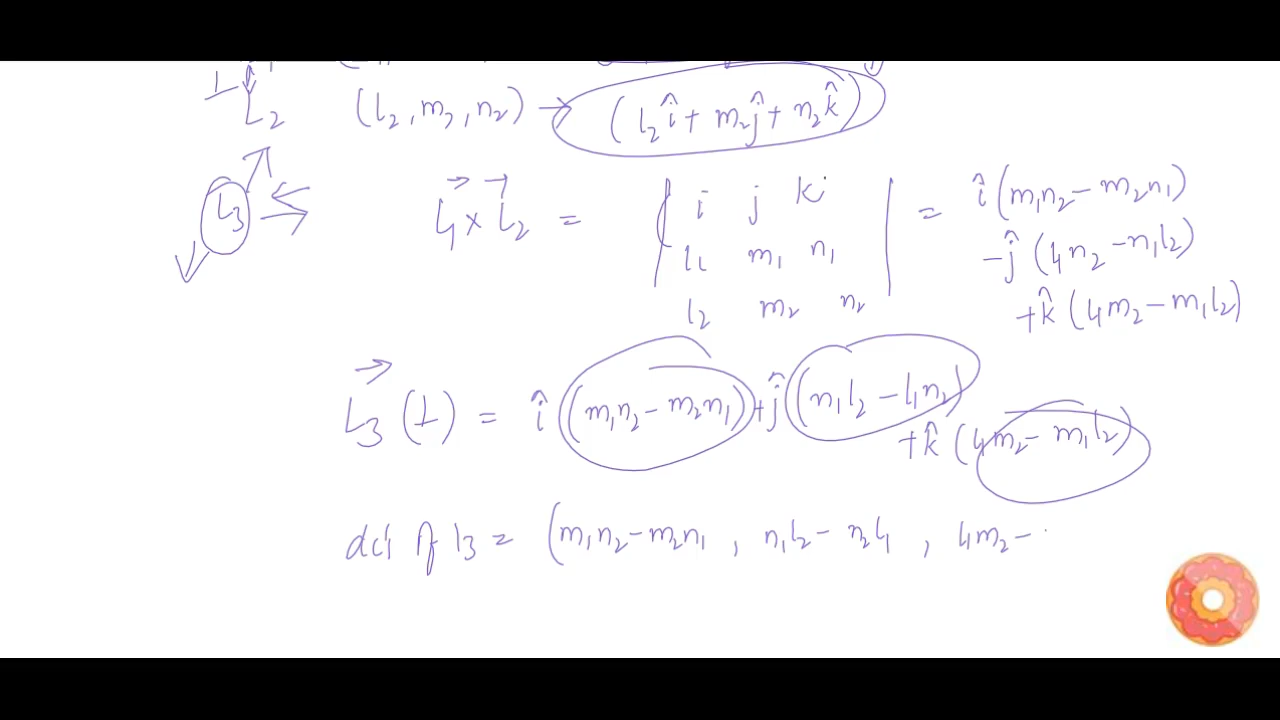 ⊥ L₂ (l₂, m₂, n₂) → (l₂î + m₂ĵ + n₂k̂)
L₃
L₁ × L₂ = | i j k | = î(m₁n₂ − m₂n₁)
l₁ m₁ n₁ −ĵ (l₁n₂ − n₁l₂)
l₂ m₂ n₂ +k̂ (l₁m₂ − m₁l₂)
L₃ (⊥) = î (m₁n₂ − m₂n₁) + ĵ (n₁l₂ − l₁n₂)
+k̂ (l₁m₂ − m₁l₂)
dcs of L₃ = (m₁n₂ − m₂n₁ , n₁l₂ − n₂l₁ , l₁m₂ −